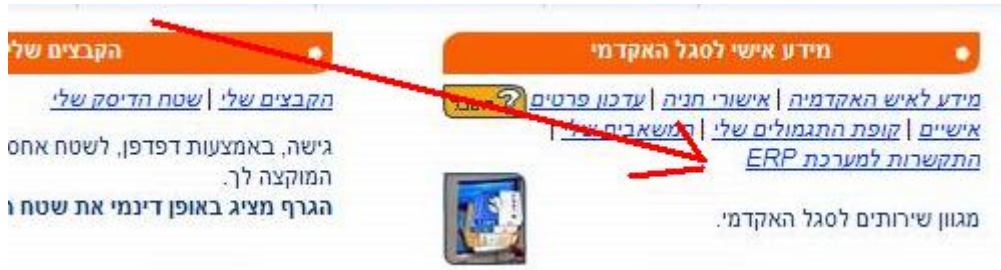 מידע אישי לסגל האקדמי
מידע לאיש האקדמיה | אישורי חניה | עדכון פרטים
אישיים | קופת התגמולים שלי | המשאבים שלי |
התקשרות למערכת ERP
מגוון שירותים לסגל האקדמי.
הקבצים שלי
הקבצים שלי | שטח הדיסק שלי
גישה, באמצעות דפדפן, לשטח אחס
המוקצה לך.
הגרף מציג באופן דינמי את שטח ה